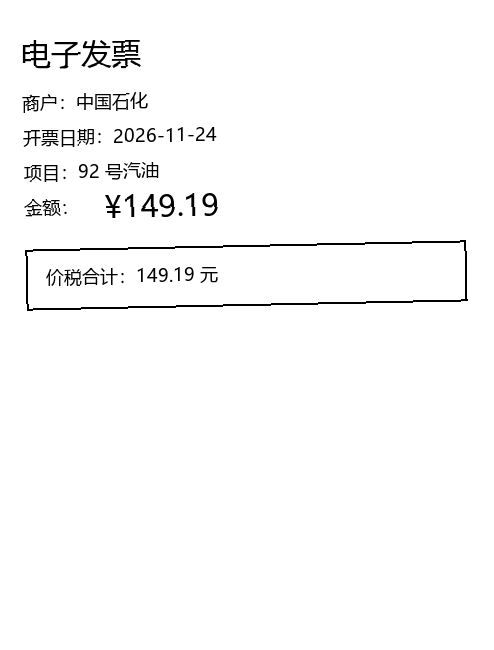 电子发票
商户：中国石化
开票日期：2026-11-24
项目：92 号汽油
金额： ¥149.19
价税合计：149.19 元